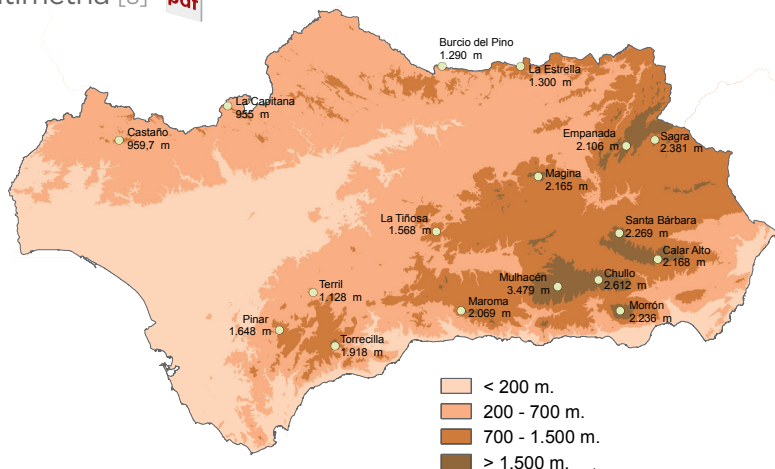 [3] pdf
Burcio del Pino
1.290 m
La Estrella
1.300 m
La Capitana
955 m
Castaño
959,7 m
Empanada
2.106 m
Sagra
2.381 m
Magina
2.165 m
La Tiñosa
1.568 m
Santa Bárbara
2.269 m
Calar Alto
2.168 m
Mulhacén
3.479 m
Chullo
2.612 m
Terril
1.128 m
Maroma
2.069 m
Morrón
2.236 m
Pinar
1.648 m
Torrecilla
1.918 m
< 200 m.
200 - 700 m.
700 - 1.500 m.
> 1.500 m.